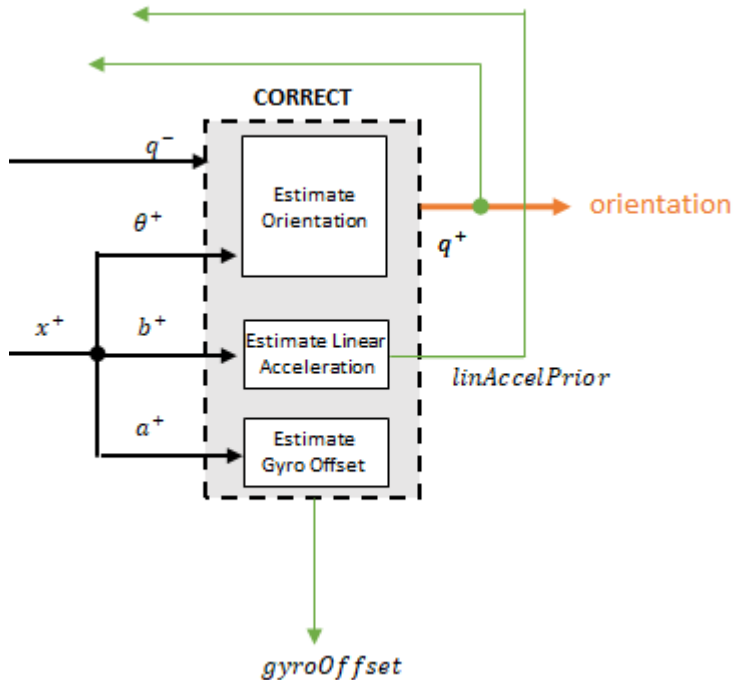 CORRECT
q⁻
Estimate
Orientation
orientation
θ⁺
q⁺
x⁺
b⁺
Estimate Linear
Acceleration
linAccelPrior
a⁺
Estimate
Gyro Offset
gyroOffset